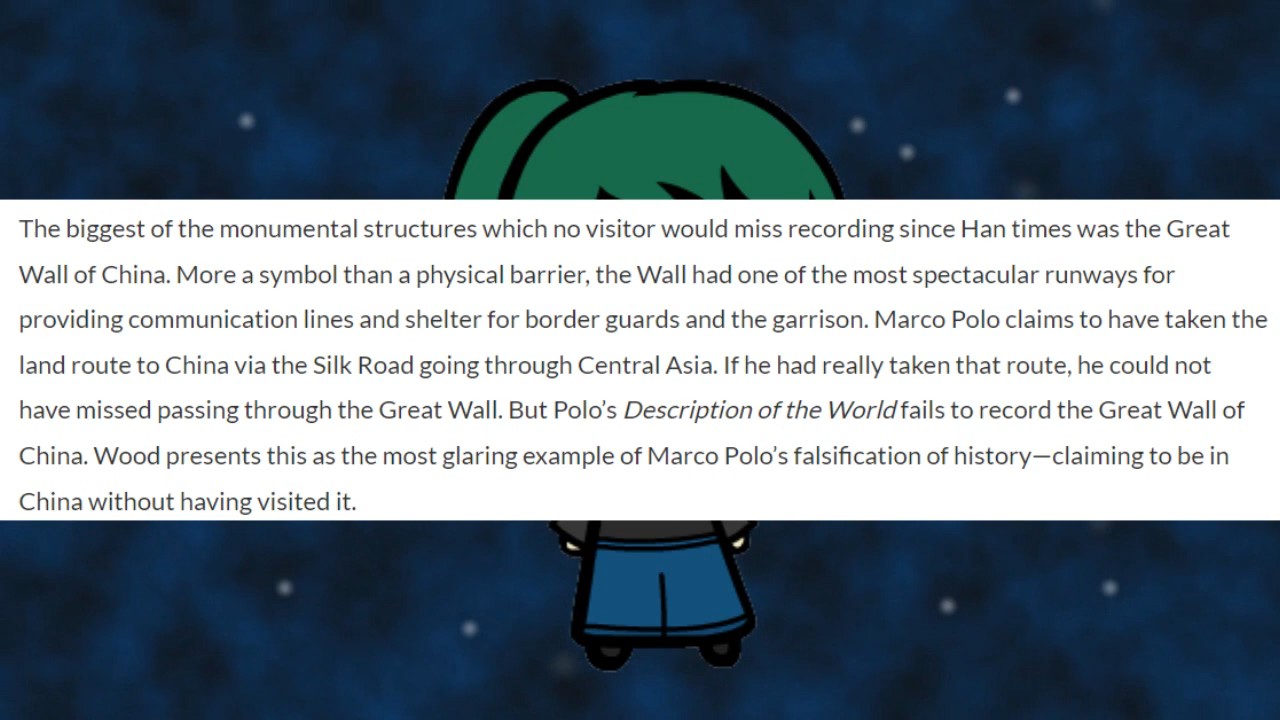 The biggest of the monumental structures which no visitor would miss recording since Han times was the Great
Wall of China. More a symbol than a physical barrier, the Wall had one of the most spectacular runways for
providing communication lines and shelter for border guards and the garrison. Marco Polo claims to have taken the
land route to China via the Silk Road going through Central Asia. If he had really taken that route, he could not
have missed passing through the Great Wall. But Polo’s Description of the World fails to record the Great Wall of
China. Wood presents this as the most glaring example of Marco Polo’s falsification of history—claiming to be in
China without having visited it.